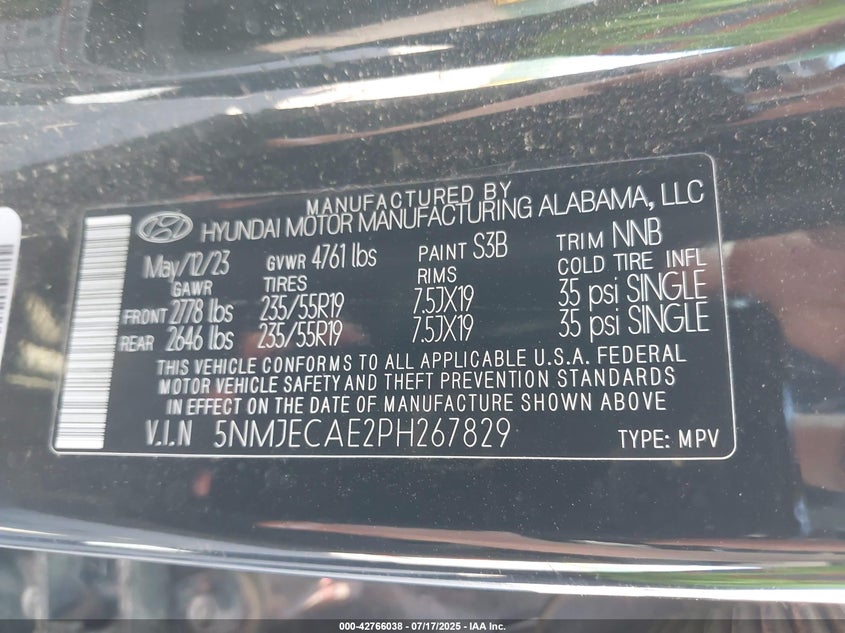 MANUFACTURED BY
HYUNDAI MOTOR MANUFACTURING ALABAMA, LLC
May/12/23 GVWR 4761 lbs PAINT S3B TRIM NNB
GAWR TIRES RIMS COLD TIRE INFL
FRONT 2778 lbs 235/55R19 7.5JX19 35 psi SINGLE
REAR 2646 lbs 235/55R19 7.5JX19 35 psi SINGLE
THIS VEHICLE CONFORMS TO ALL APPLICABLE U.S.A. FEDERAL
MOTOR VEHICLE SAFETY AND THEFT PREVENTION STANDARDS
IN EFFECT ON THE DATE OF MANUFACTURE SHOWN ABOVE
V.I.N 5NMJECAE2PH267829 TYPE: MPV
000-42766038 - 07/17/2025 - IAA Inc.